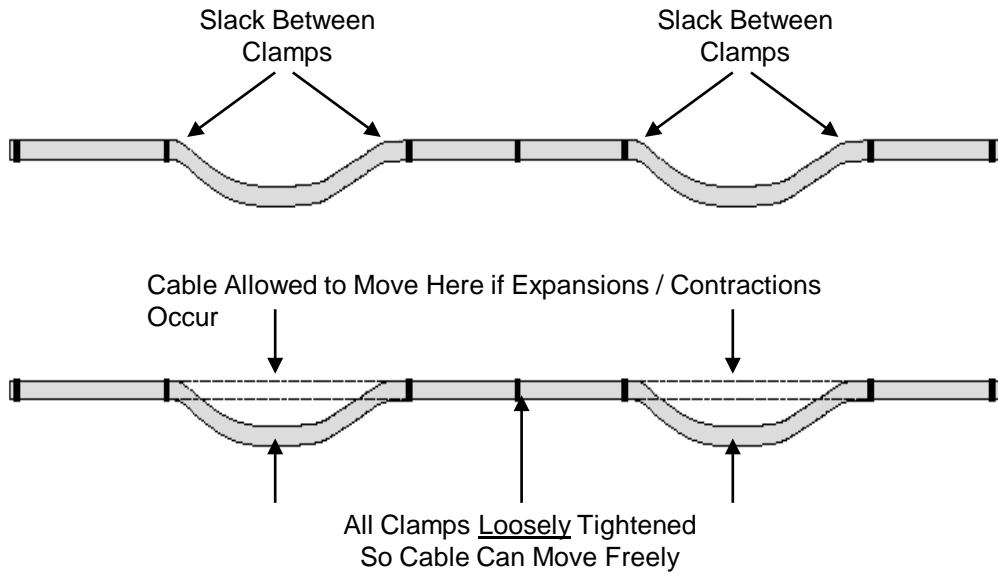 Slack Between
Clamps
Slack Between
Clamps
Cable Allowed to Move Here if Expansions / Contractions
Occur
All Clamps Loosely Tightened
So Cable Can Move Freely